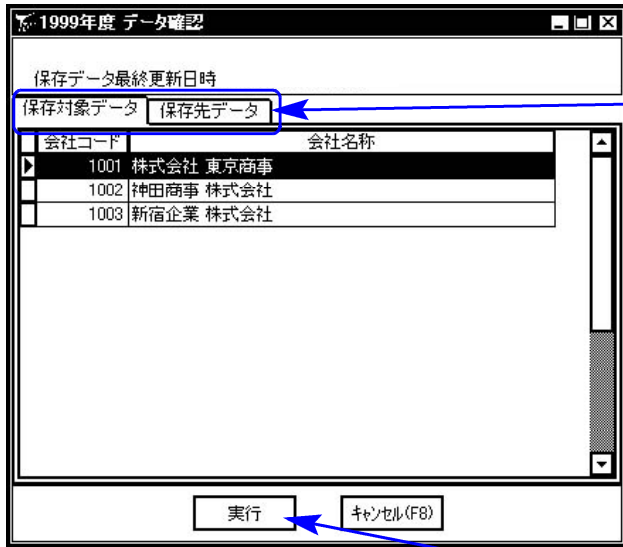 1999年度 データ確認
保存データ最終更新日時
保存対象データ 保存先データ
会社コード 会社名称
1001 株式会社 東京商事
1002 神田商事 株式会社
1003 新宿企業 株式会社
実行 ｷｬﾝｾﾙ(F8)